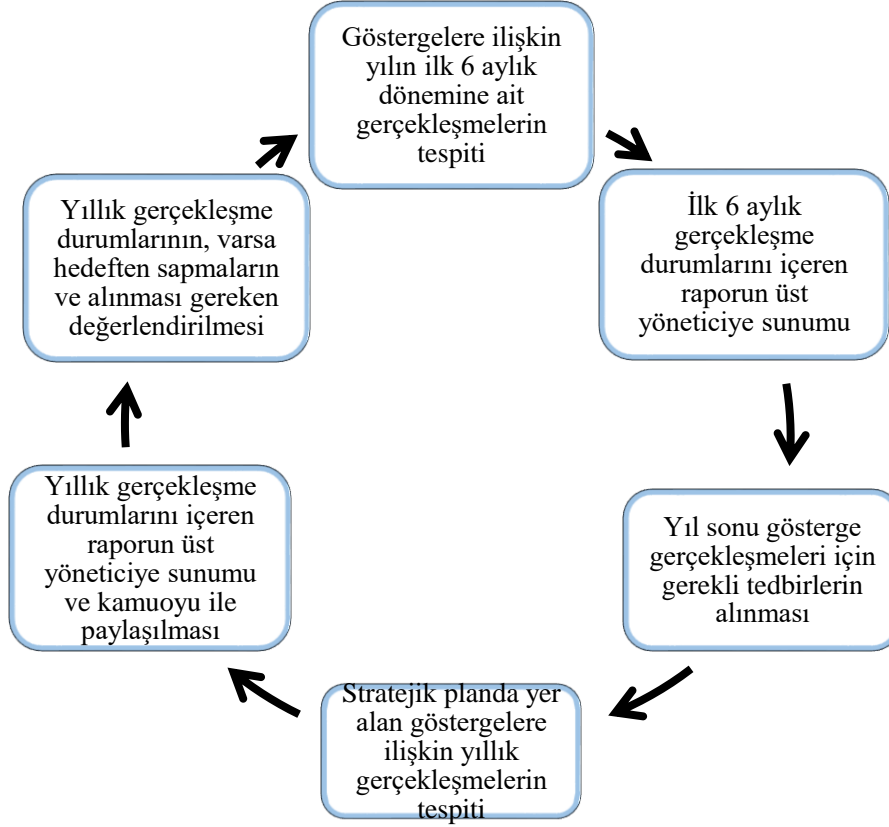 Göstergelere ilişkin
yılın ilk 6 aylık
dönemine ait
gerçekleşmelerin
tespiti
İlk 6 aylık
gerçekleşme
durumlarını içeren
raporun üst
yöneticiye sunumu
Yıl sonu gösterge
gerçekleşmeleri için
gerekli tedbirlerin
alınması
Stratejik planda yer
alan göstergelere
ilişkin yıllık
gerçekleşmelerin
tespiti
Yıllık gerçekleşme
durumlarını içeren
raporun üst
yöneticiye sunumu
ve kamuoyu ile
paylaşılması
Yıllık gerçekleşme
durumlarının, varsa
hedeften sapmaların
ve alınması gereken
değerlendirilmesi